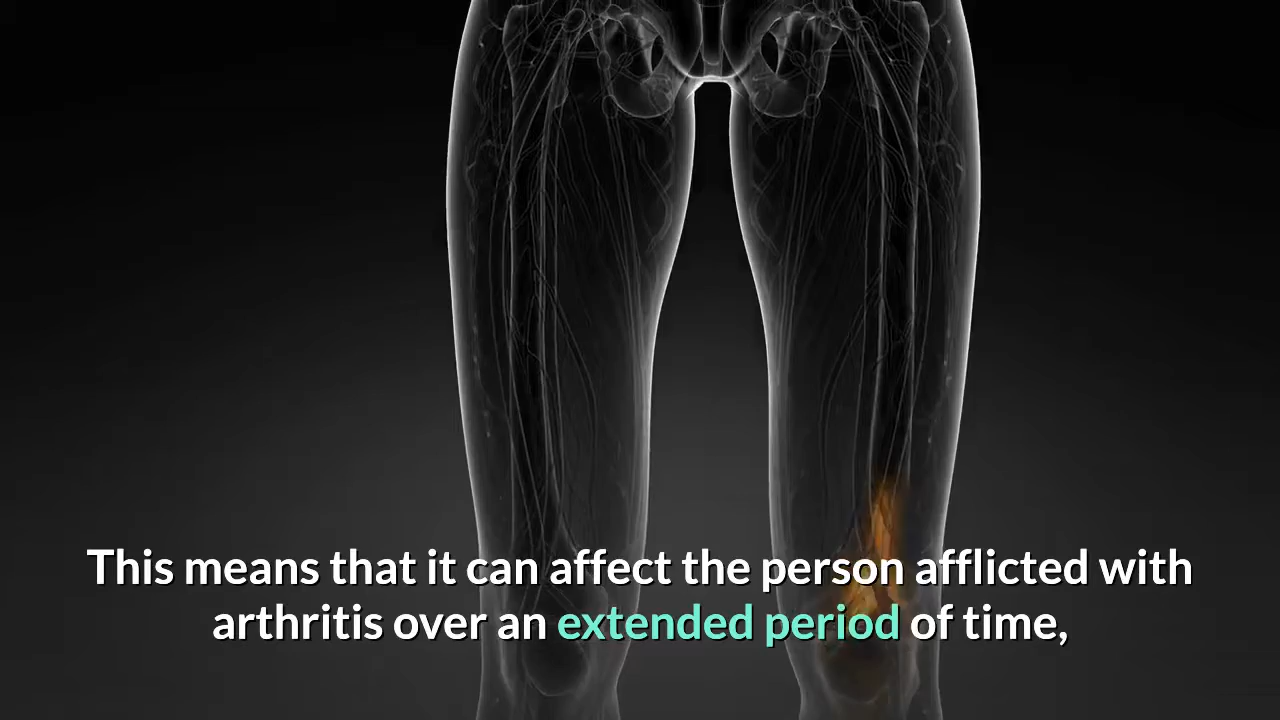 This means that it can affect the person afflicted with
arthritis over an extended period of time,